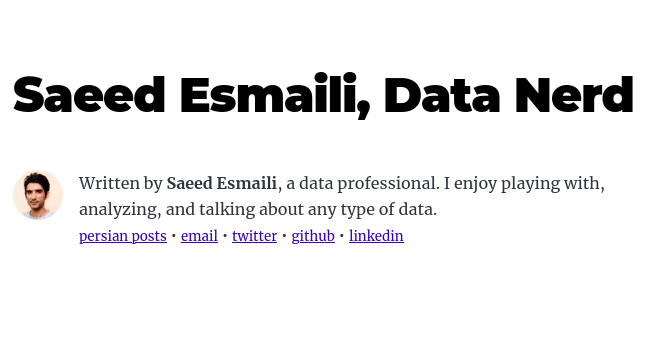 Saeed Esmaili, Data Nerd
Written by Saeed Esmaili, a data professional. I enjoy playing with,
analyzing, and talking about any type of data.
persian posts • email • twitter • github • linkedin